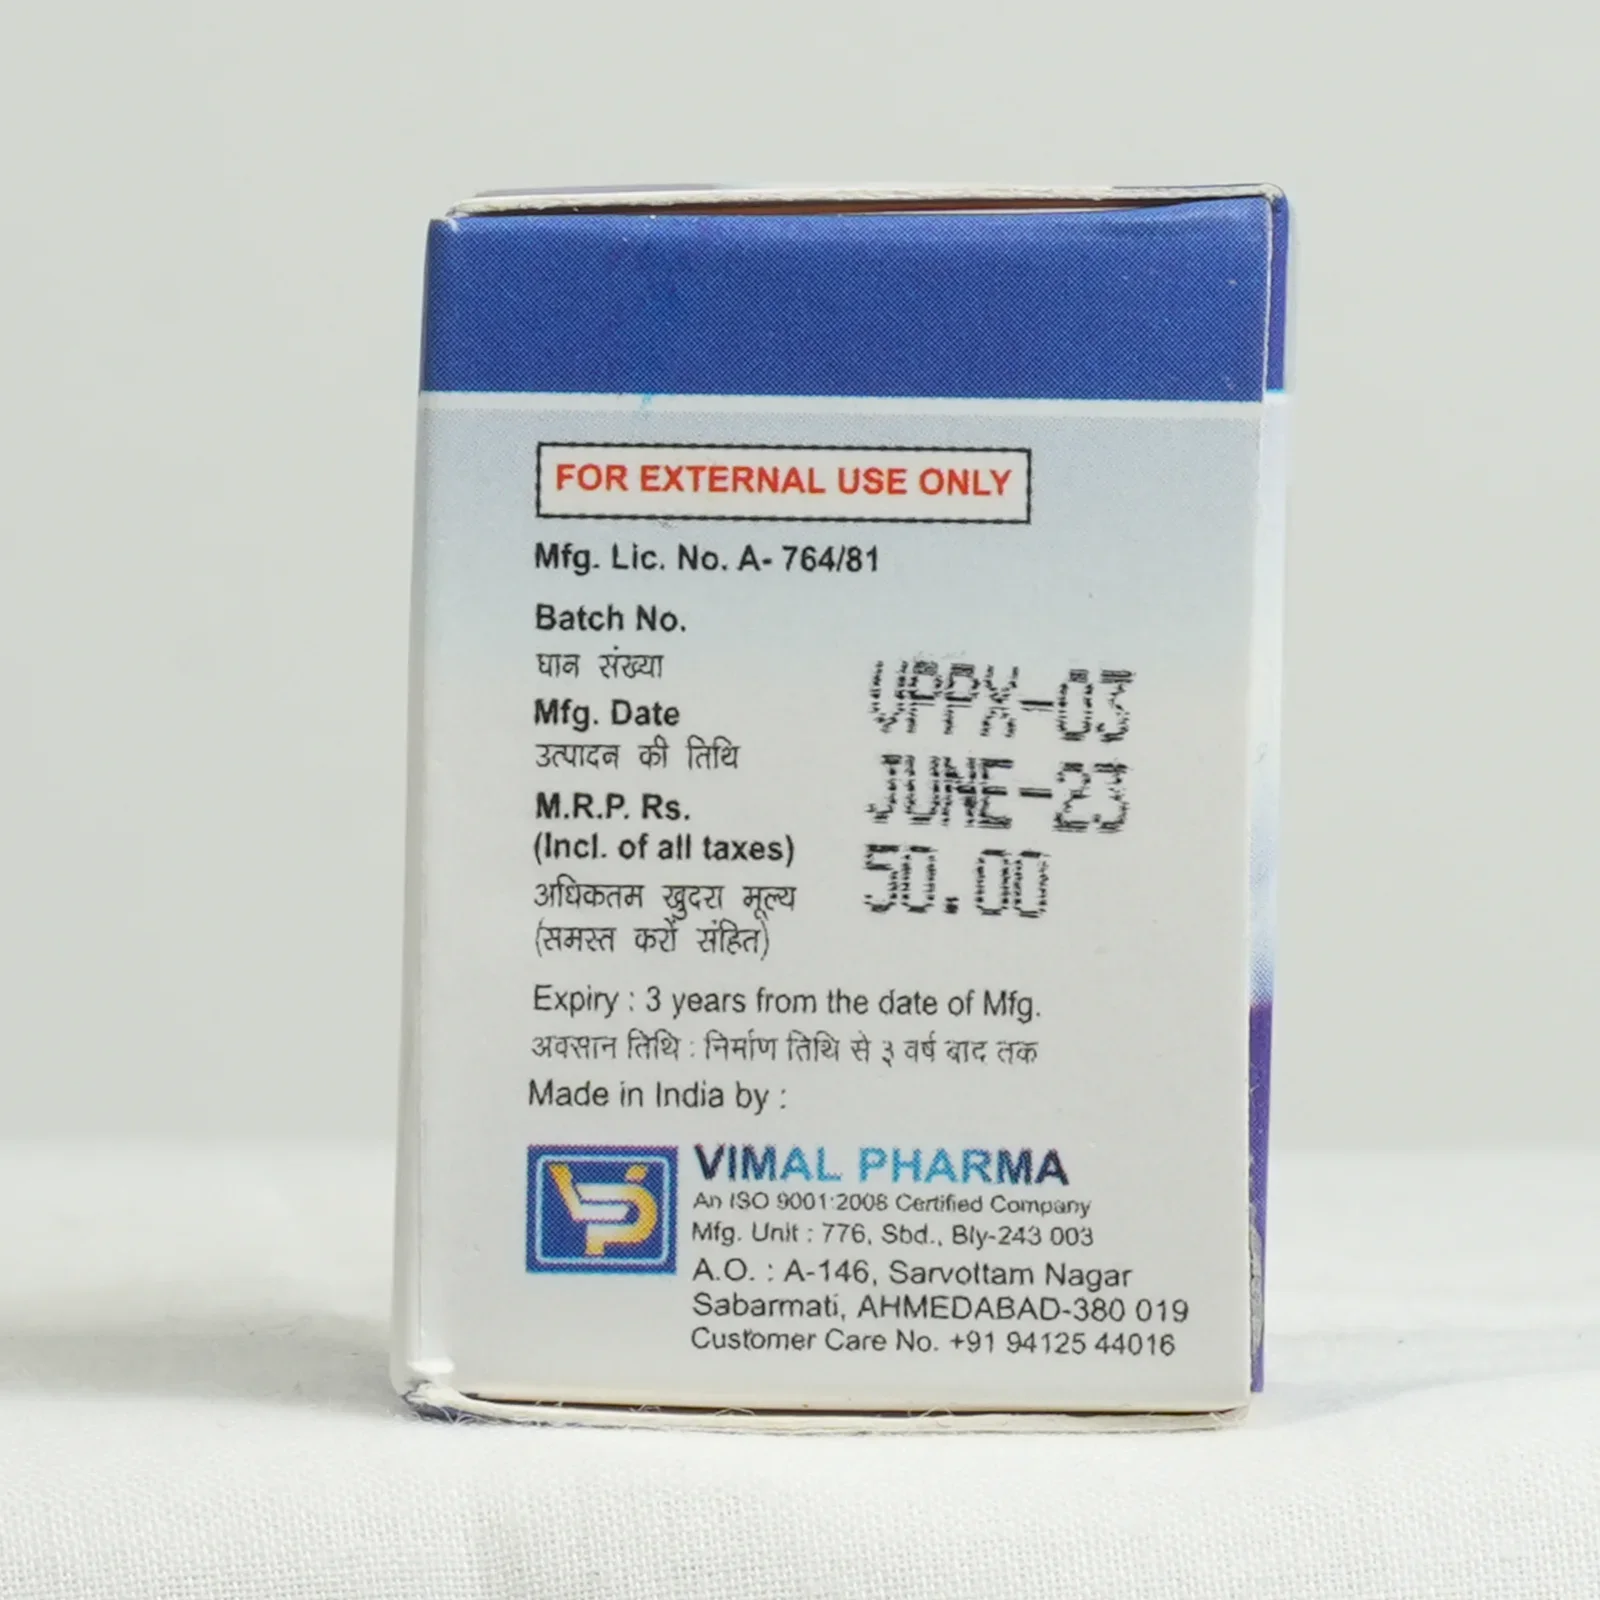 FOR EXTERNAL USE ONLY
Mfg. Lic. No. A- 764/81
Batch No.
घान संख्या
VPPX-03
Mfg. Date
उत्पादन की तिथि
JUNE-23
M.R.P. Rs.
(Incl. of all taxes)
50.00
अधिकतम खुदरा मूल्य
(समस्त करों संहित)
Expiry : 3 years from the date of Mfg.
अवसान तिथि : निर्माण तिथि से ३ वर्ष बाद तक
Made in India by :
VIMAL PHARMA
An ISO 9001:2008 Certified Company
Mfg. Unit : 776, Sbd., Bly-243 003
A.O. : A-146, Sarvottam Nagar
Sabarmati, AHMEDABAD-380 019
Customer Care No. +91 94125 44016